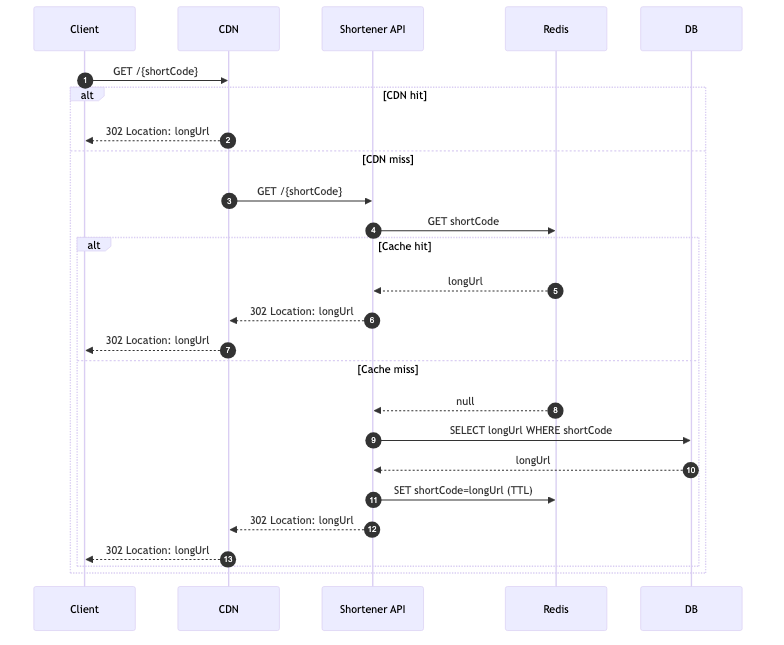 Client CDN Shortener API Redis DB
1 GET /{shortCode}
alt [CDN hit]
302 Location: longUrl 2
[CDN miss]
3 GET /{shortCode}
4 GET shortCode
alt [Cache hit]
longUrl 5
302 Location: longUrl 6
302 Location: longUrl 7
[Cache miss]
null 8
9 SELECT longUrl WHERE shortCode
longUrl 10
11 SET shortCode=longUrl (TTL)
302 Location: longUrl 12
302 Location: longUrl 13
Client CDN Shortener API Redis DB